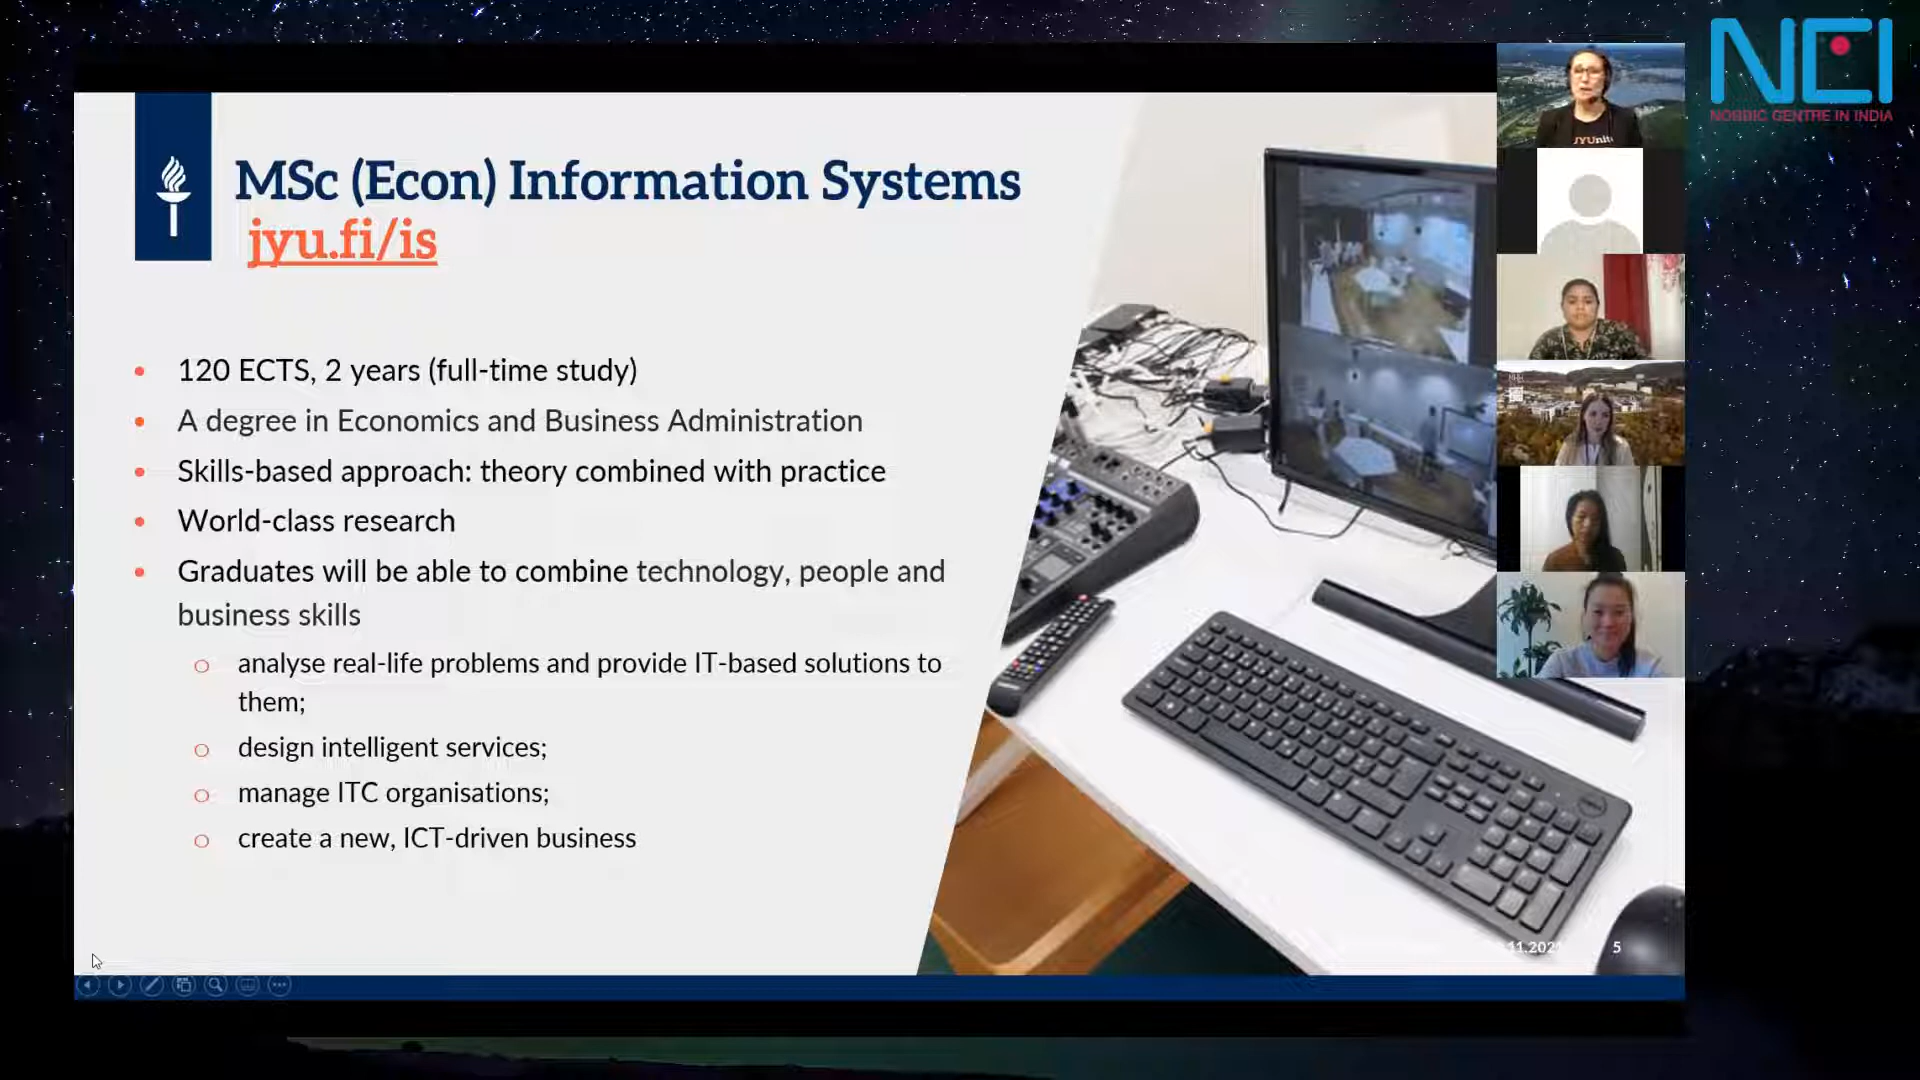 NCI
NORDIC CENTRE IN INDIA
JYUnity
MSc (Econ) Information Systems
jyu.fi/is
• 120 ECTS, 2 years (full-time study)
• A degree in Economics and Business Administration
• Skills-based approach: theory combined with practice
• World-class research
• Graduates will be able to combine technology, people and
business skills
o analyse real-life problems and provide IT-based solutions to
them;
o design intelligent services;
o manage ITC organisations;
o create a new, ICT-driven business
NHH
5